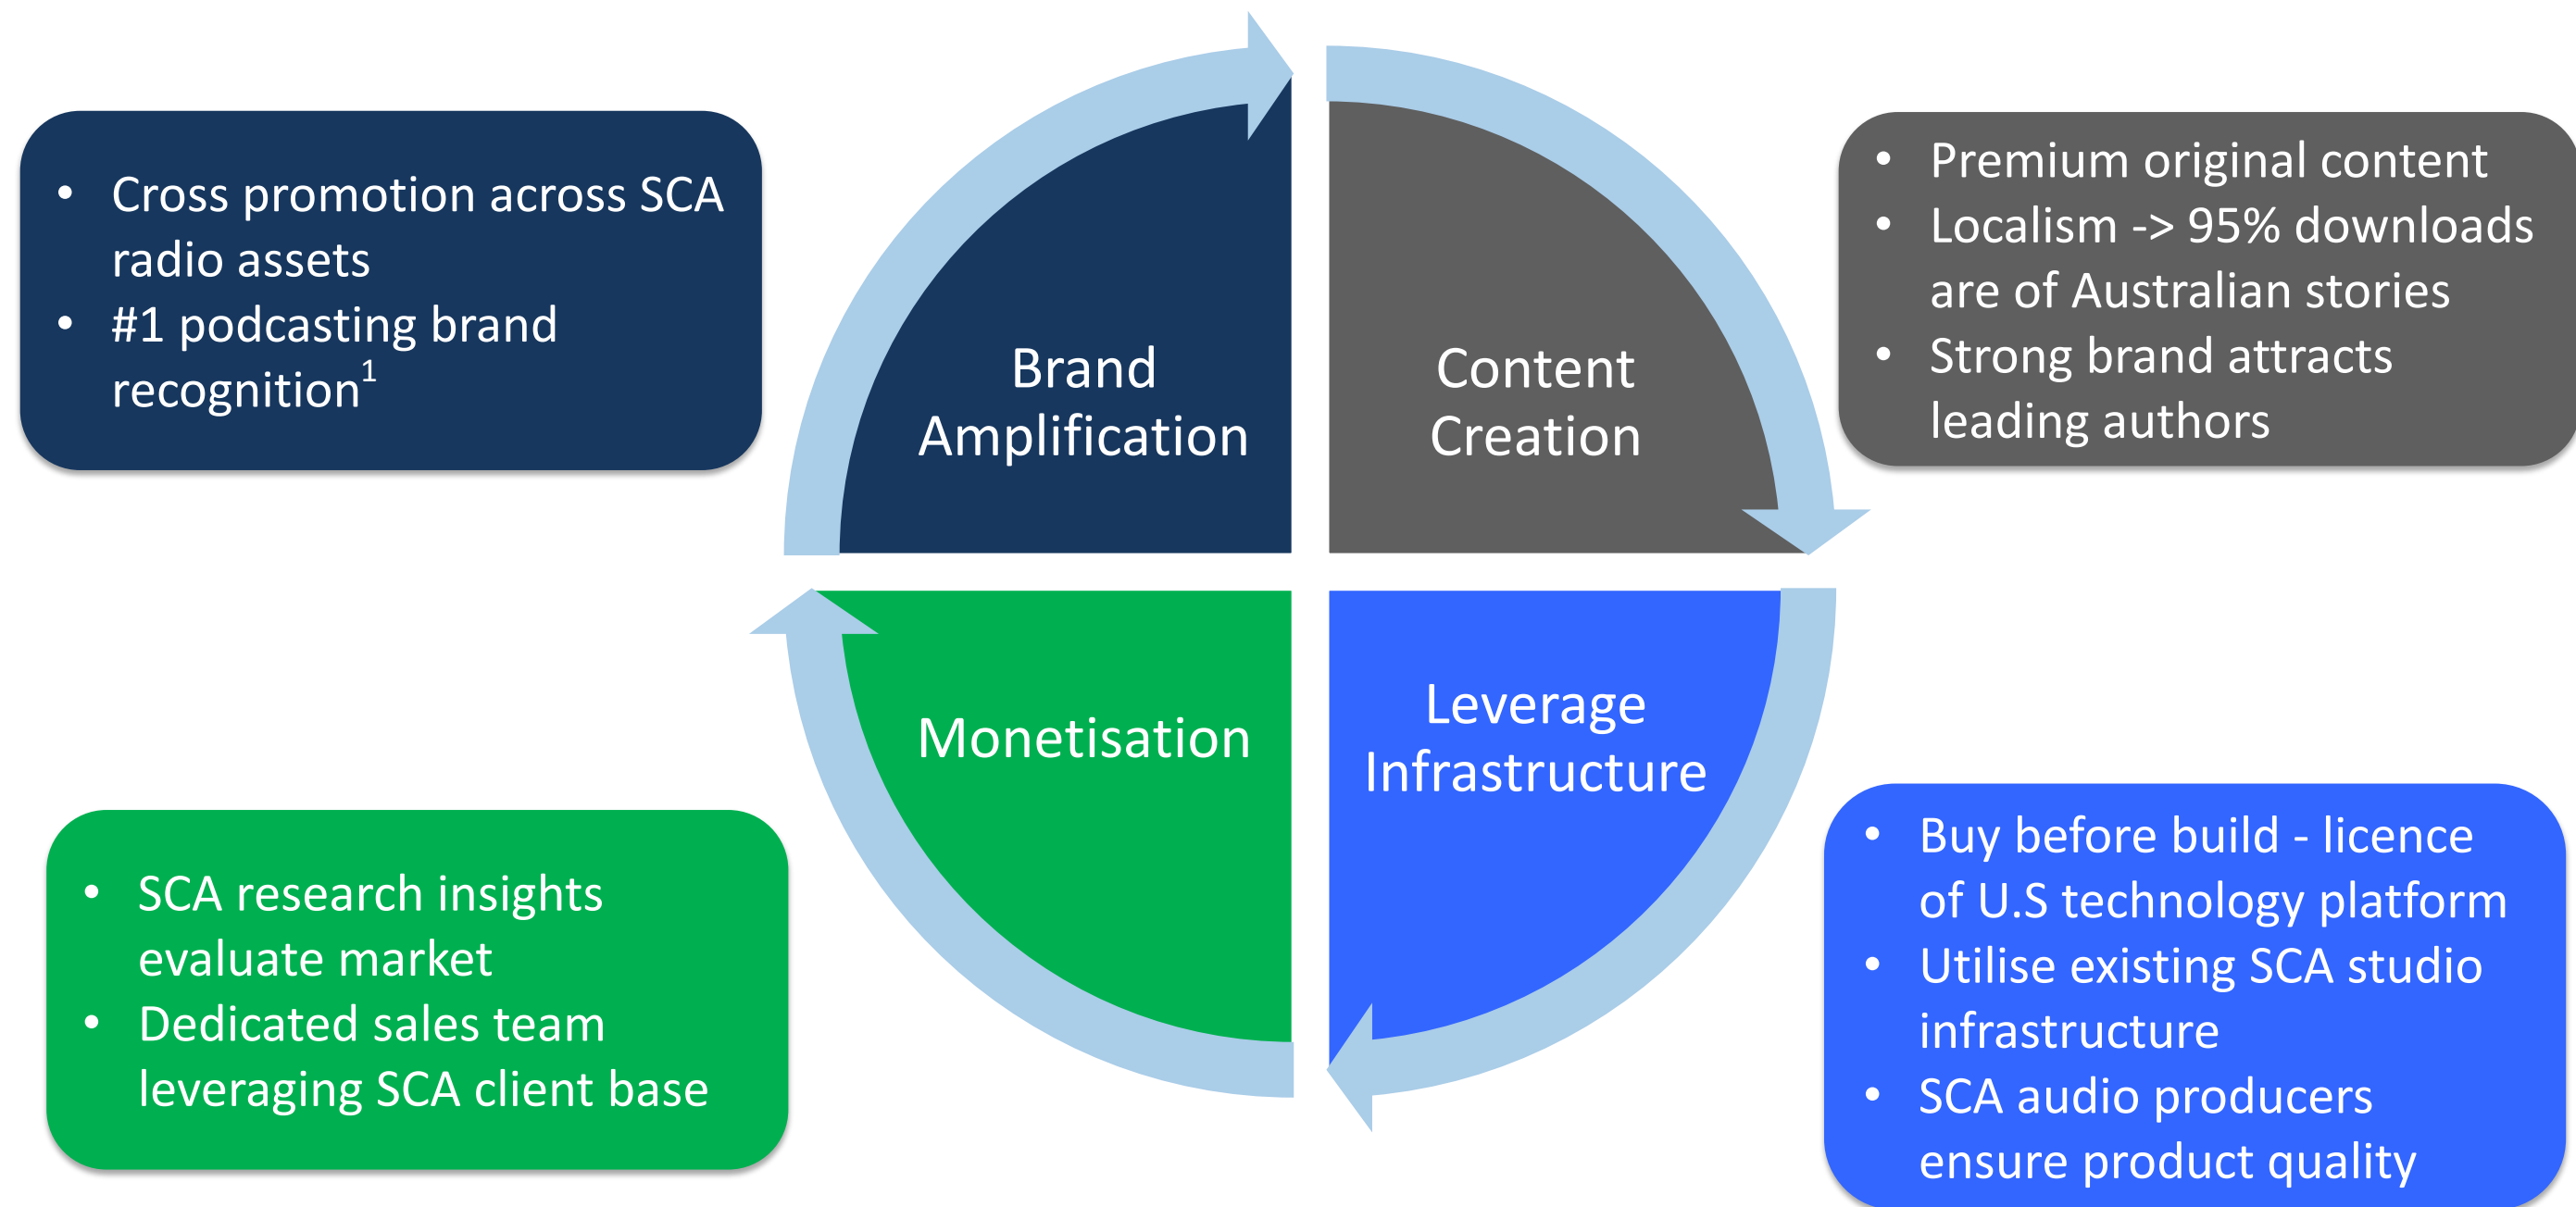 • Cross promotion across SCA
radio assets
• #1 podcasting brand
recognition¹
Brand
Amplification
Content
Creation
• Premium original content
• Localism -> 95% downloads
are of Australian stories
• Strong brand attracts
leading authors
Monetisation
Leverage
Infrastructure
• SCA research insights
evaluate market
• Dedicated sales team
leveraging SCA client base
• Buy before build - licence
of U.S technology platform
• Utilise existing SCA studio
infrastructure
• SCA audio producers
ensure product quality